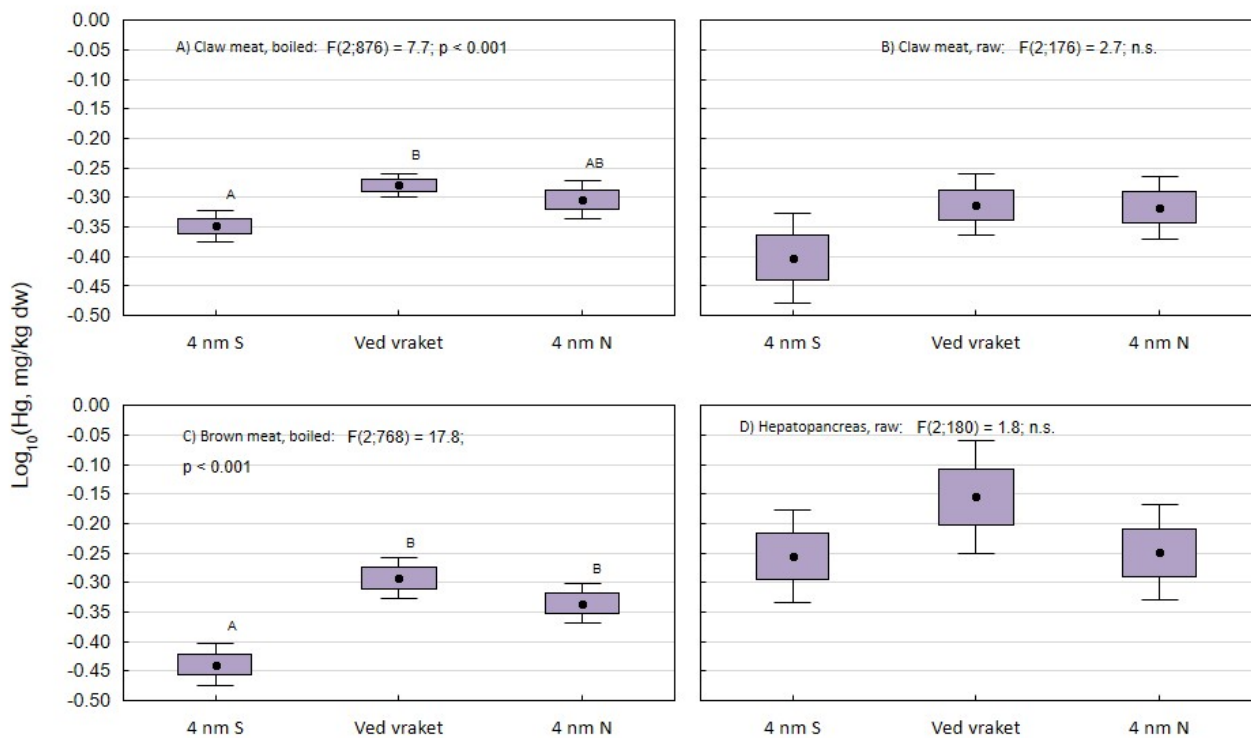 Log10(Hg, mg/kg dw)
0.00
-0.05
-0.10
-0.15
-0.20
-0.25
-0.30
-0.35
-0.40
-0.45
-0.50
A) Claw meat, boiled: F(2;876) = 7.7; p < 0.001
A
B
AB
4 nm S
Ved vraket
4 nm N
B) Claw meat, raw: F(2;176) = 2.7; n.s.
4 nm S
Ved vraket
4 nm N
0.00
-0.05
-0.10
-0.15
-0.20
-0.25
-0.30
-0.35
-0.40
-0.45
-0.50
C) Brown meat, boiled: F(2;768) = 17.8;
p < 0.001
A
B
B
4 nm S
Ved vraket
4 nm N
D) Hepatopancreas, raw: F(2;180) = 1.8; n.s.
4 nm S
Ved vraket
4 nm N